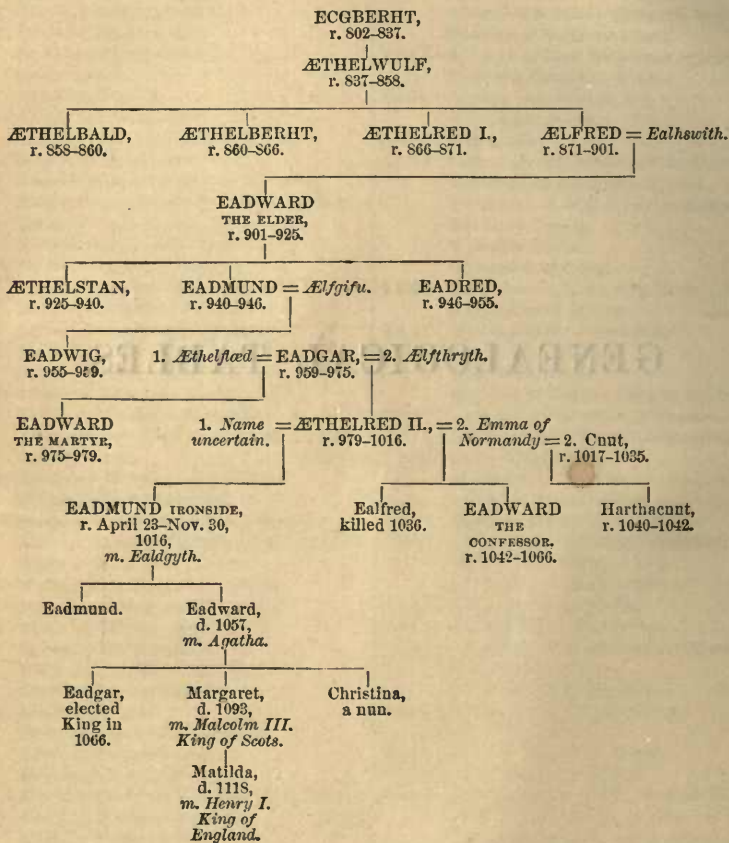 ECGBERHT,
r. 802–837.
ÆTHELWULF,
r. 837–858.
ÆTHELBALD, ÆTHELBERHT, ÆTHELRED I., ÆLFRED = Ealhswith.
r. 858–860. r. 860–866. r. 866–871. r. 871–901.
EADWARD
THE ELDER,
r. 901–925.
ÆTHELSTAN, EADMUND = Ælfgifu. EADRED,
r. 925–940. r. 940–946. r. 946–955.
EADWIG, 1. Æthelflæd = EADGAR, = 2. Ælfthryth.
r. 955–959. r. 959–975.
EADWARD 1. Name = ÆTHELRED II., = 2. Emma of
THE MARTYR, uncertain. r. 979–1016. Normandy = 2. Cnut,
r. 975–979. r. 1017–1035.
EADMUND IRONSIDE, Ealfred, EADWARD Harthacnut,
r. April 23–Nov. 30, killed 1036. THE r. 1040–1042.
1016, CONFESSOR.
m. Ealdgyth. r. 1042–1066.
Eadmund. Eadward,
d. 1057,
m. Agatha.
Eadgar, Margaret, Christina,
elected d. 1093, a nun.
King in m. Malcolm III.
1066. King of Scots.
Matilda,
d. 1118,
m. Henry I.
King of
England.